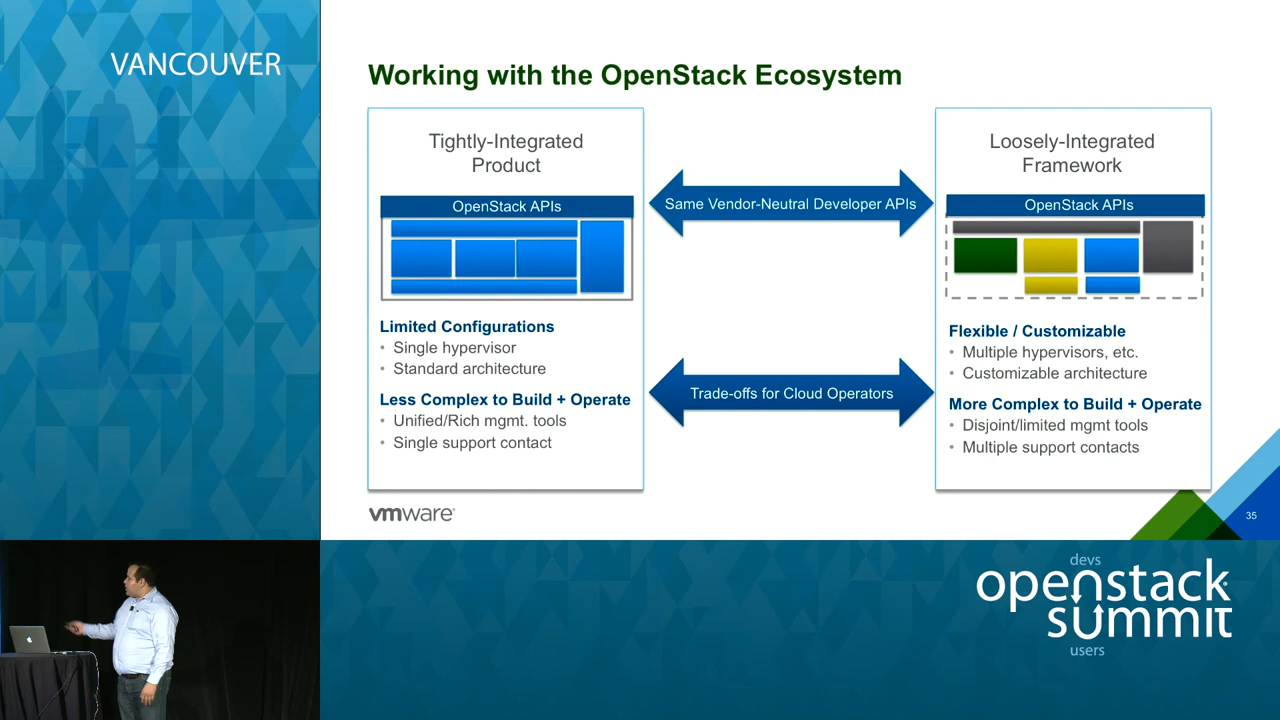 VANCOUVER
Working with the OpenStack Ecosystem
Tightly-Integrated
Product
OpenStack APIs
Limited Configurations
• Single hypervisor
• Standard architecture
Less Complex to Build + Operate
• Unified/Rich mgmt. tools
• Single support contact
Same Vendor-Neutral Developer APIs
Trade-offs for Cloud Operators
Loosely-Integrated
Framework
OpenStack APIs
Flexible / Customizable
• Multiple hypervisors, etc.
• Customizable architecture
More Complex to Build + Operate
• Disjoint/limited mgmt tools
• Multiple support contacts
vmware
35
devs
openstack
summit
users